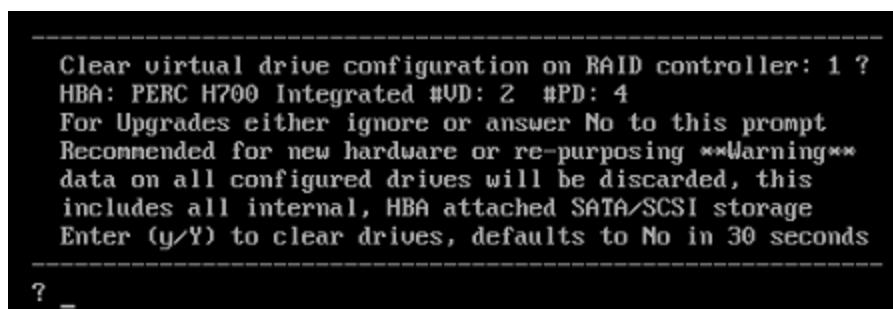 Clear virtual drive configuration on RAID controller: 1 ?
HBA: PERC H700 Integrated #VD: 2 #PD: 4
For Upgrades either ignore or answer No to this prompt
Recommended for new hardware or re-purposing **Warning**
data on all configured drives will be discarded, this
includes all internal, HBA attached SATA/SCSI storage
Enter (y/Y) to clear drives, defaults to No in 30 seconds
? _